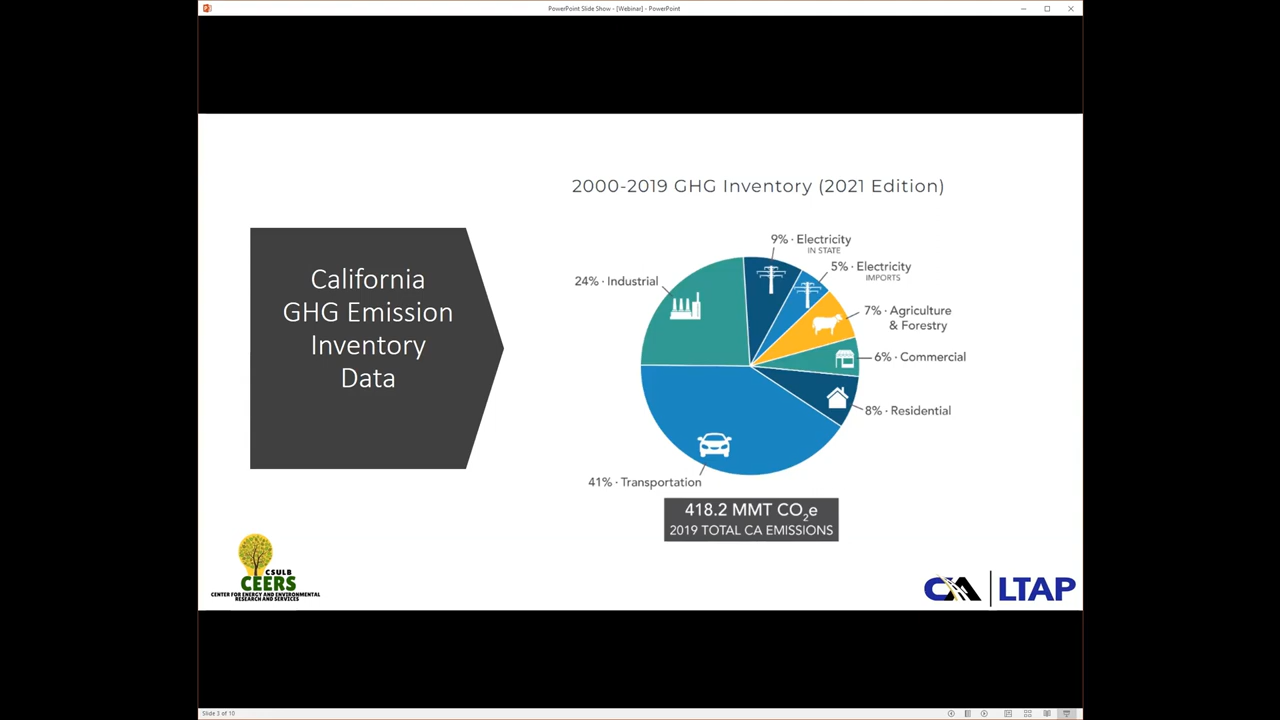 PowerPoint Slide Show - [Webinar] - PowerPoint
2000-2019 GHG Inventory (2021 Edition)
California
GHG Emission
Inventory
Data
9% · Electricity
IN STATE
5% · Electricity
IMPORTS
24% · Industrial
7% · Agriculture
& Forestry
6% · Commercial
8% · Residential
41% · Transportation
418.2 MMT CO₂e
2019 TOTAL CA EMISSIONS
CSULB
CEERS
CENTER FOR ENERGY AND ENVIRONMENTAL
RESEARCH AND SERVICES
CA LTAP
Slide 3 of 10